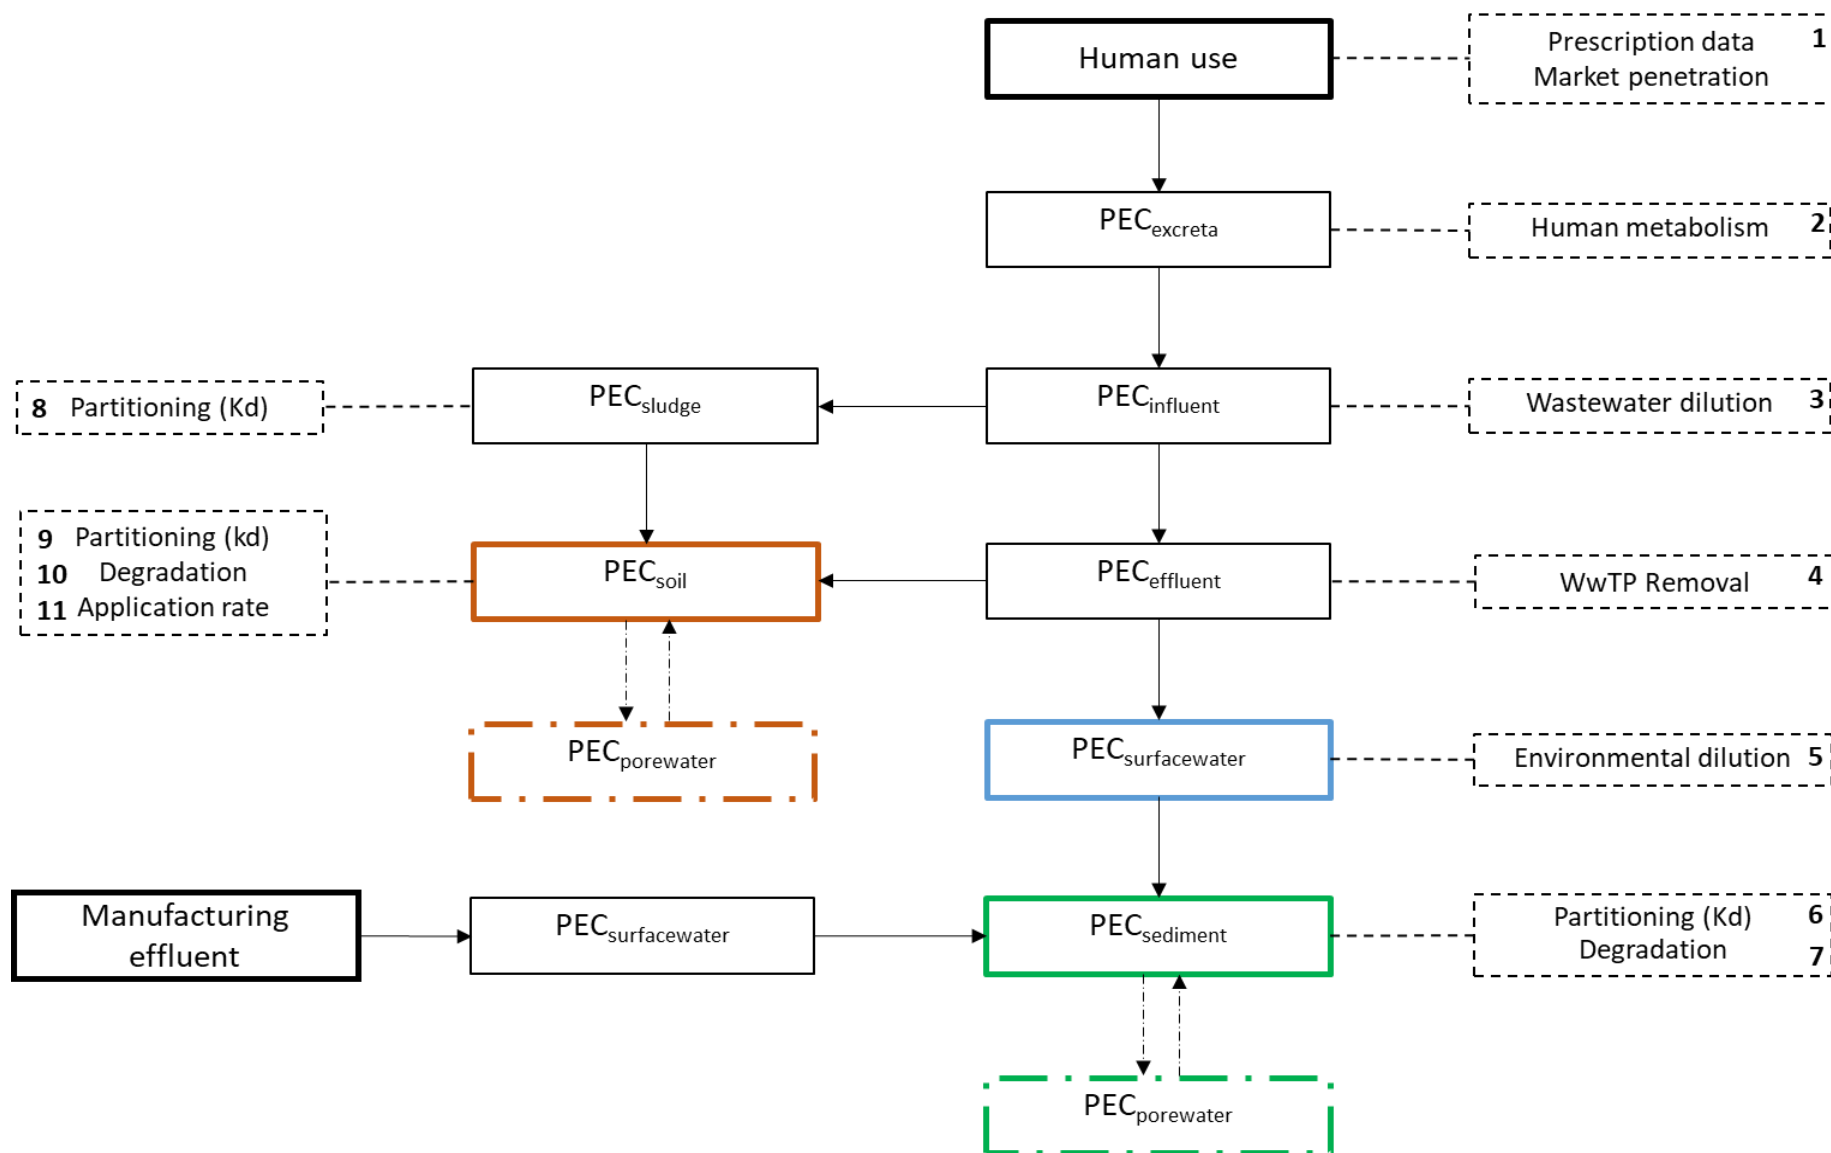 Human use
Prescription data 1
Market penetration
PECexcreta
Human metabolism 2
8 Partitioning (Kd)
PECsludge
PECinfluent
Wastewater dilution 3
9 Partitioning (kd)
10 Degradation
11 Application rate
PECsoil
PECeffluent
WwTP Removal 4
PECporewater
PECsurfacewater
Environmental dilution 5
Manufacturing
effluent
PECsurfacewater
PECsediment
Partitioning (Kd) 6
Degradation 7
PECporewater